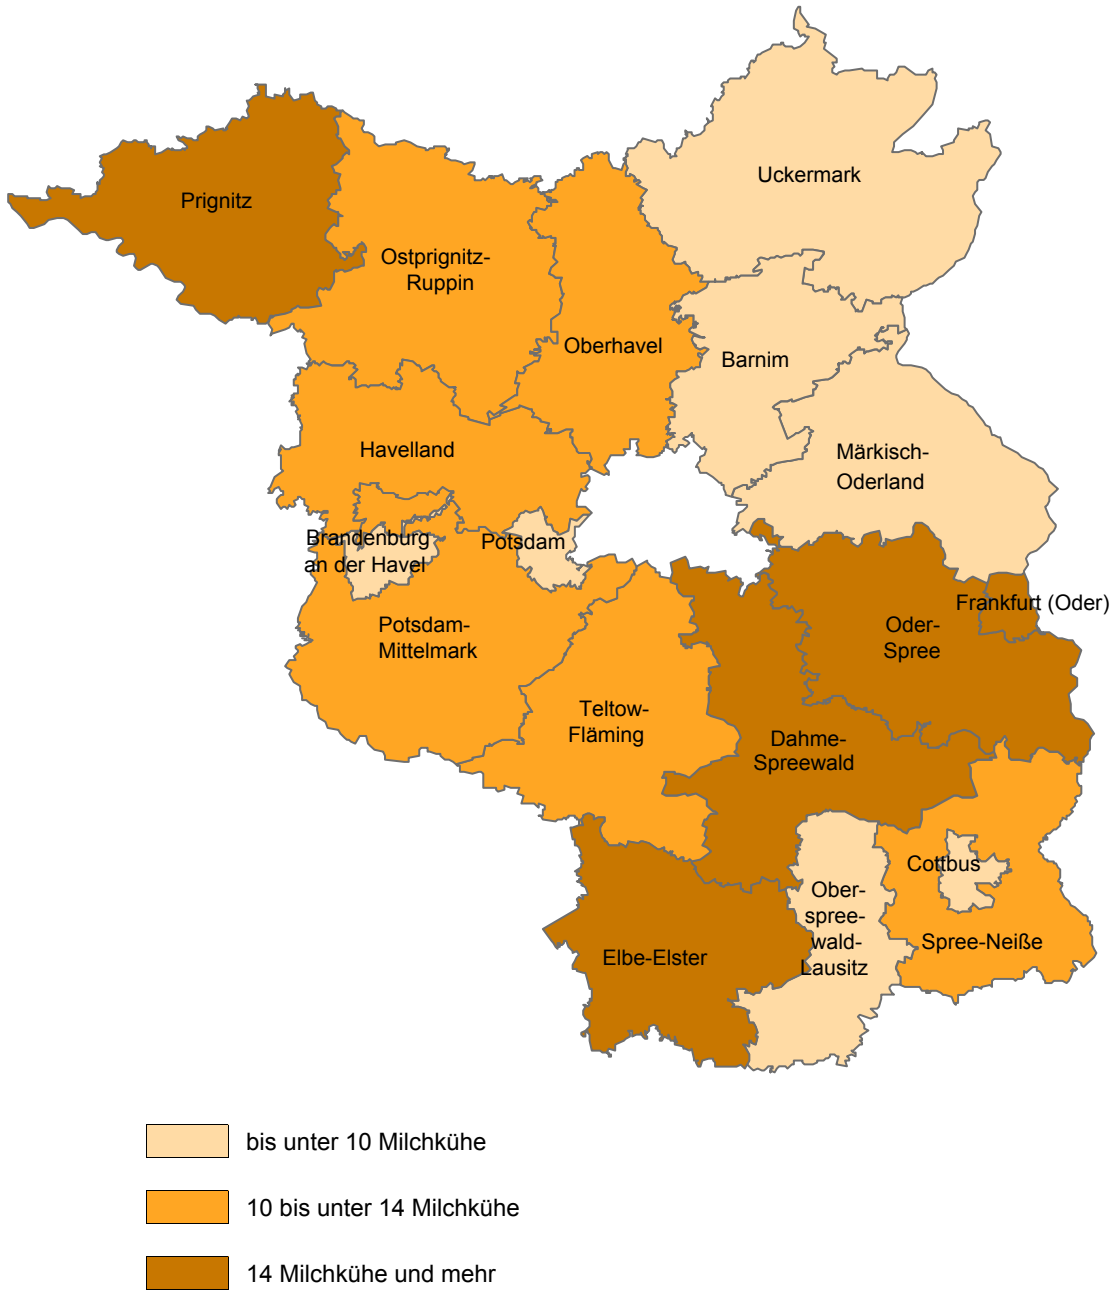 Uckermark
Prignitz
Ostprignitz-
Ruppin
Oberhavel
Barnim
Havelland
Märkisch-
Oderland
Brandenburg
an der Havel
Potsdam
Frankfurt (Oder)
Potsdam-
Mittelmark
Oder-
Spree
Teltow-
Fläming
Dahme-
Spreewald
Cottbus
Ober-
spree-
wald-
Lausitz
Spree-Neiße
Elbe-Elster
bis unter 10 Milchkühe
10 bis unter 14 Milchkühe
14 Milchkühe und mehr